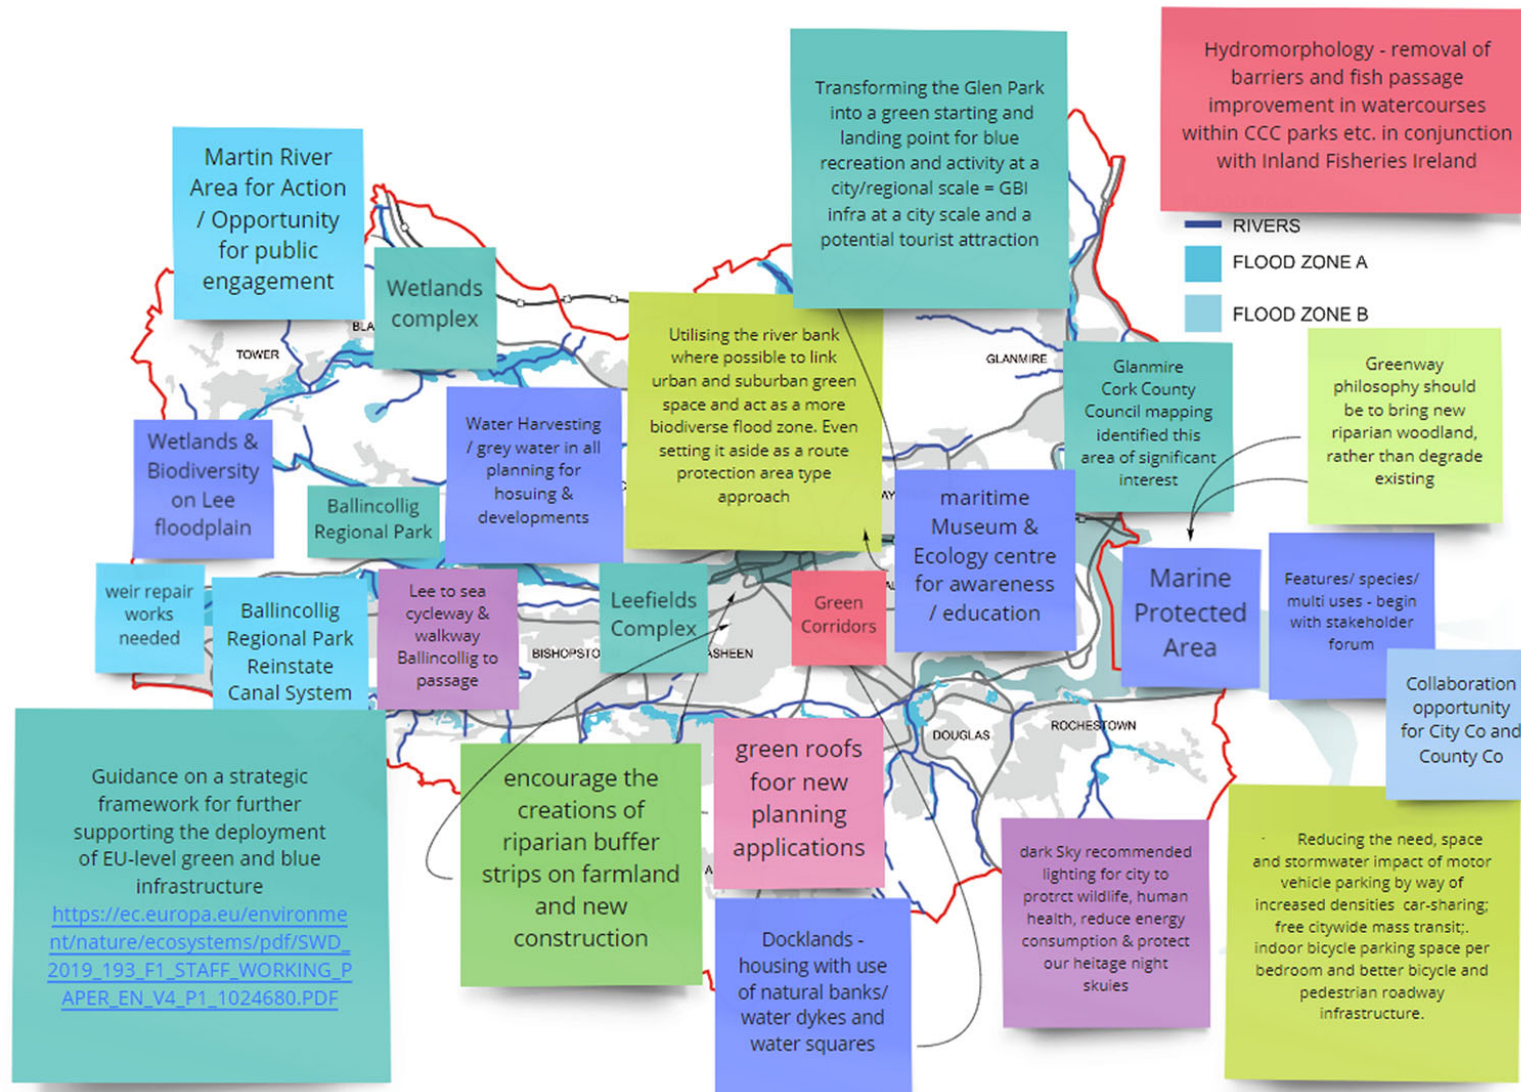 Hydromorphology - removal of
barriers and fish passage
improvement in watercourses
within CCC parks etc. in conjunction
with Inland Fisheries Ireland
Transforming the Glen Park
into a green starting and
landing point for blue
recreation and activity at a
city/regional scale = GBI
infra at a city scale and a
potential tourist attraction
Martin River
Area for Action
/ Opportunity
for public
engagement
Wetlands
complex
RIVERS
FLOOD ZONE A
FLOOD ZONE B
TOWER
BLA
GLANMIRE
Utilising the river bank
where possible to link
urban and suburban green
space and act as a more
biodiverse flood zone. Even
setting it aside as a route
protection area type
approach
Glanmire
Cork County
Council mapping
identified this
area of significant
interest
Greenway
philosophy should
be to bring new
riparian woodland,
rather than degrade
existing
Wetlands &
Biodiversity
on Lee
floodplain
Water Harvesting
/ grey water in all
planning for
hosuing &
developments
Ballincollig
Regional Park
maritime
Museum &
Ecology centre
for awareness
/ education
weir repair
works
needed
Ballincollig
Regional Park
Reinstate
Canal System
Lee to sea
cycleway &
walkway
Ballincollig to
passage
BISHOPSTO
Leefields
Complex
ASHEEN
Green
Corridors
Marine
Protected
Area
Features/ species/
multi uses - begin
with stakeholder
forum
Collaboration
opportunity
for City Co and
County Co
DOUGLAS
ROCHESTOWN
Guidance on a strategic
framework for further
supporting the deployment
of EU-level green and blue
infrastructure
https://ec.europa.eu/environme
nt/nature/ecosystems/pdf/SWD_
2019_193_F1_STAFF_WORKING_P
APER_EN_V4_P1_1024680.PDF
encourage the
creations of
riparian buffer
strips on farmland
and new
construction
green roofs
foor new
planning
applications
Docklands -
housing with use
of natural banks/
water dykes and
water squares
dark Sky recommended
lighting for city to
protrct wildlife, human
health, reduce energy
consumption & protect
our heitage night
skuies
· Reducing the need, space
and stormwater impact of motor
vehicle parking by way of
increased densities car-sharing;
free citywide mass transit;.
indoor bicycle parking space per
bedroom and better bicycle and
pedestrian roadway
infrastructure.